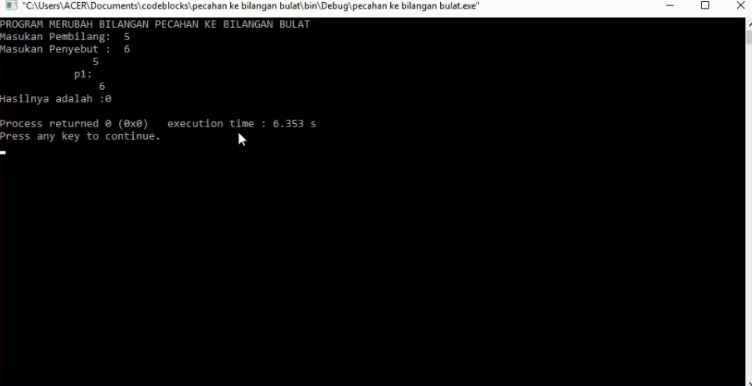 "C:\Users\ACER\Documents\codeblocks\pecahan ke bilangan bulat\bin\Debug\pecahan ke bilangan bulat.exe"
PROGRAM MERUBAH BILANGAN PECAHAN KE BILANGAN BULAT
Masukan Pembilang:  5
Masukan Penyebut :  6
5
p1:
6
Hasilnya adalah :0
Process returned 0 (0x0)   execution time : 6.353 s
Press any key to continue.